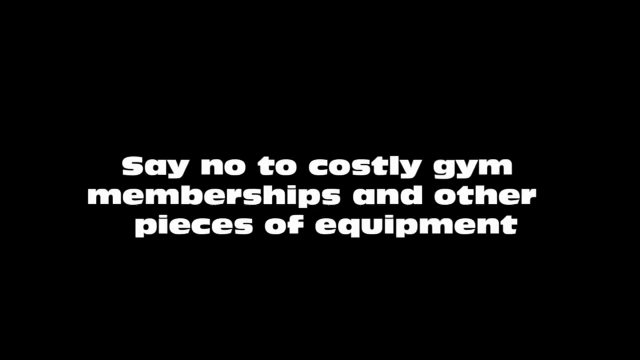 Say no to costly gym
memberships and other
pieces of equipment